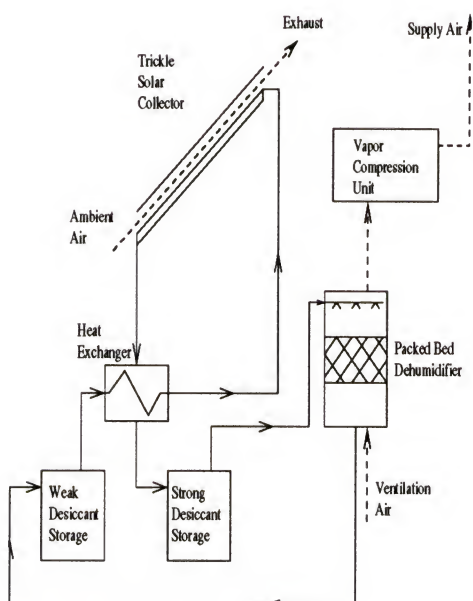 Exhaust
Supply Air
Trickle
Solar
Collector
Vapor
Compression
Unit
Ambient
Air
Heat
Exchanger
Packed Bed
Dehumidifier
Weak
Desiccant
Storage
Strong
Desiccant
Storage
Ventilation
Air